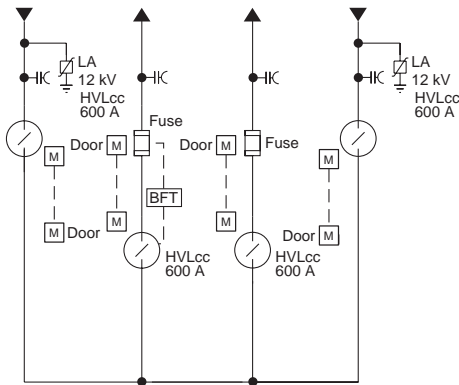 LA
12 kV
HVLcc
600 A
LA
12 kV
HVLcc
600 A
Fuse
Door M
M
Door M
Fuse
M
M
BFT
M
M
M Door
Door M
HVLcc
600 A
HVLcc
600 A